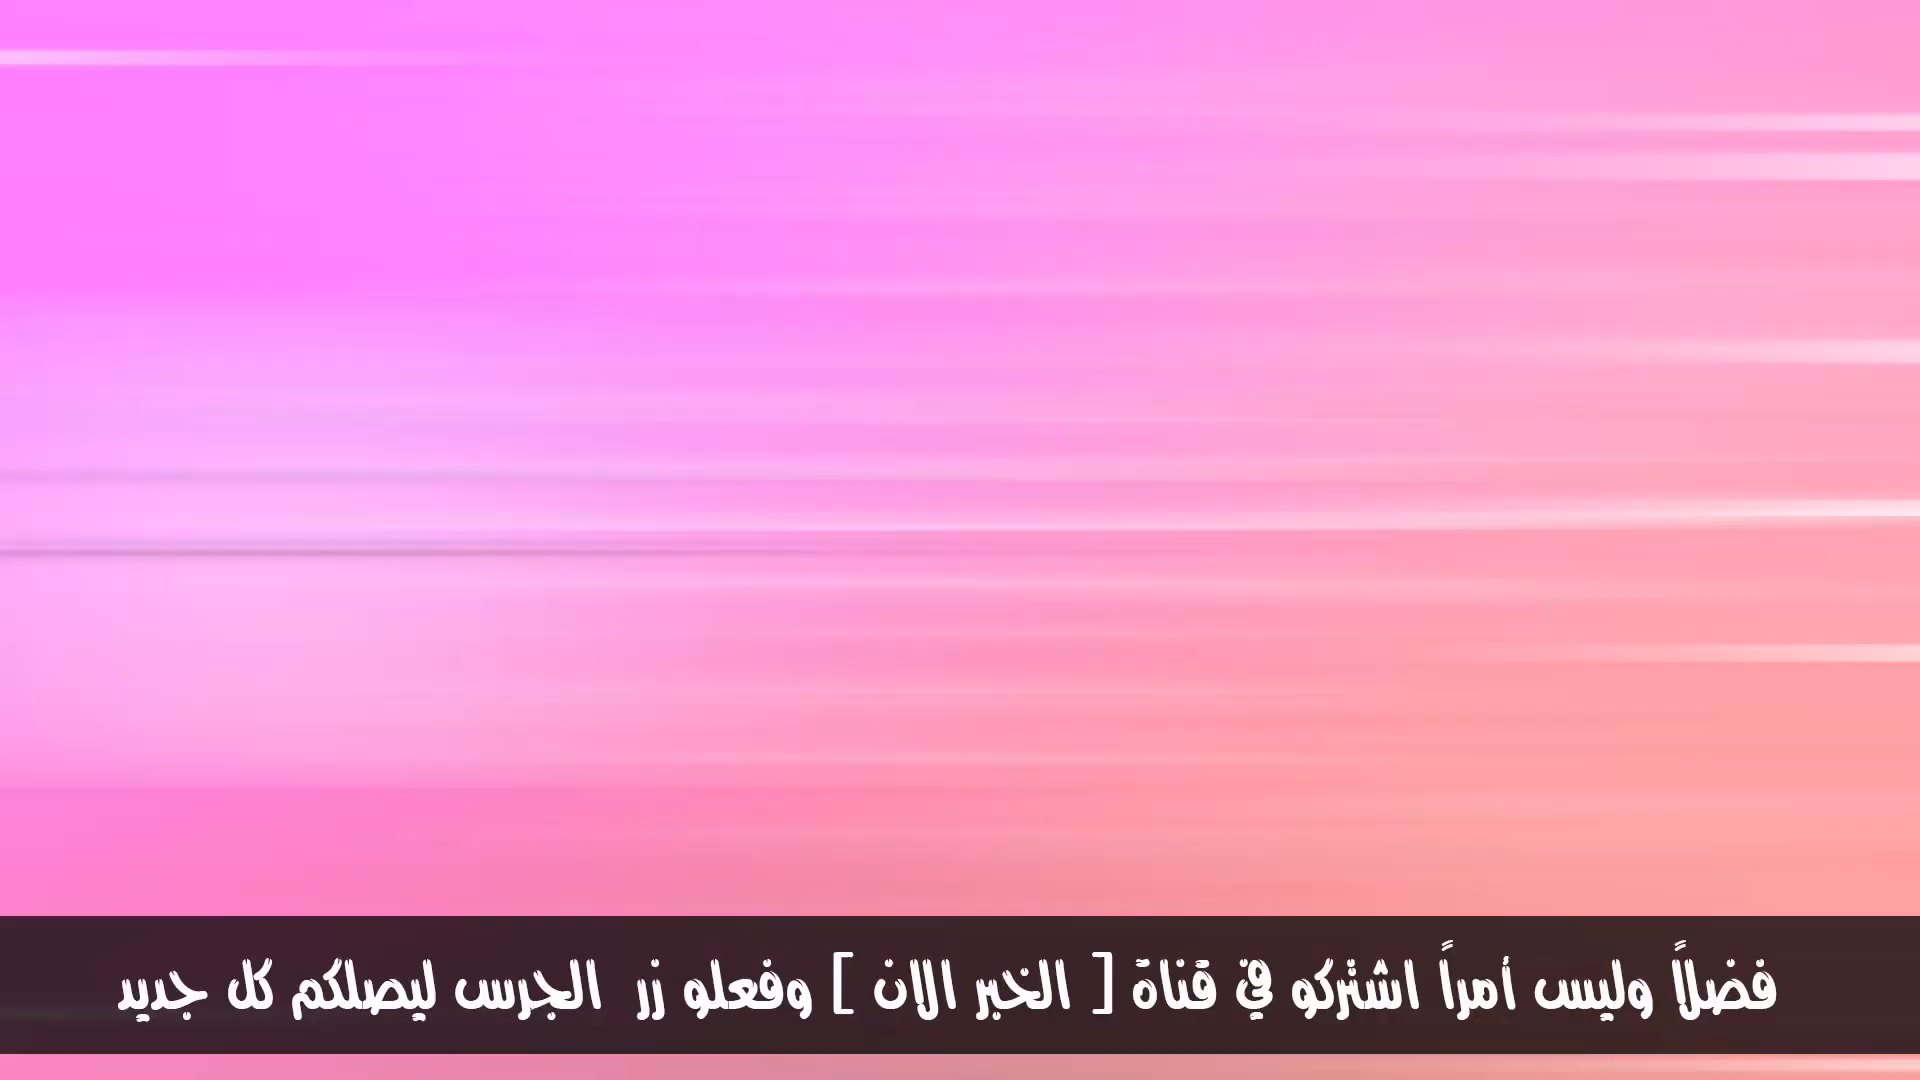 فضلاً وليس أمراً اشتركو في قناة [ الخبر الان ] وفعلو زر الجرس ليصلكم كل جديد